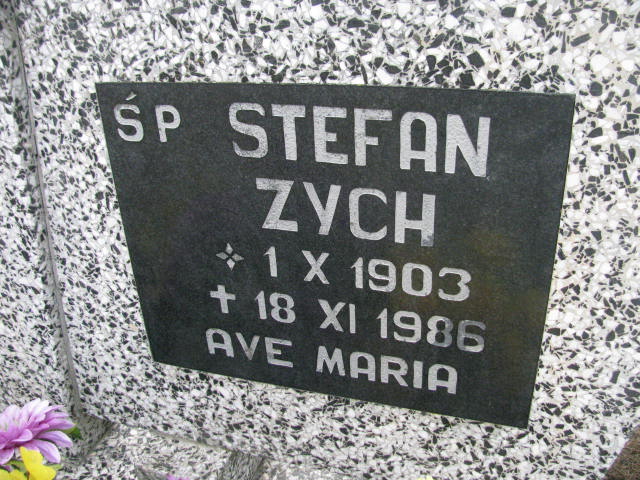 ŚP STEFAN
ZYCH
1 X 1903
✝ 18 XI 1986
AVE MARIA